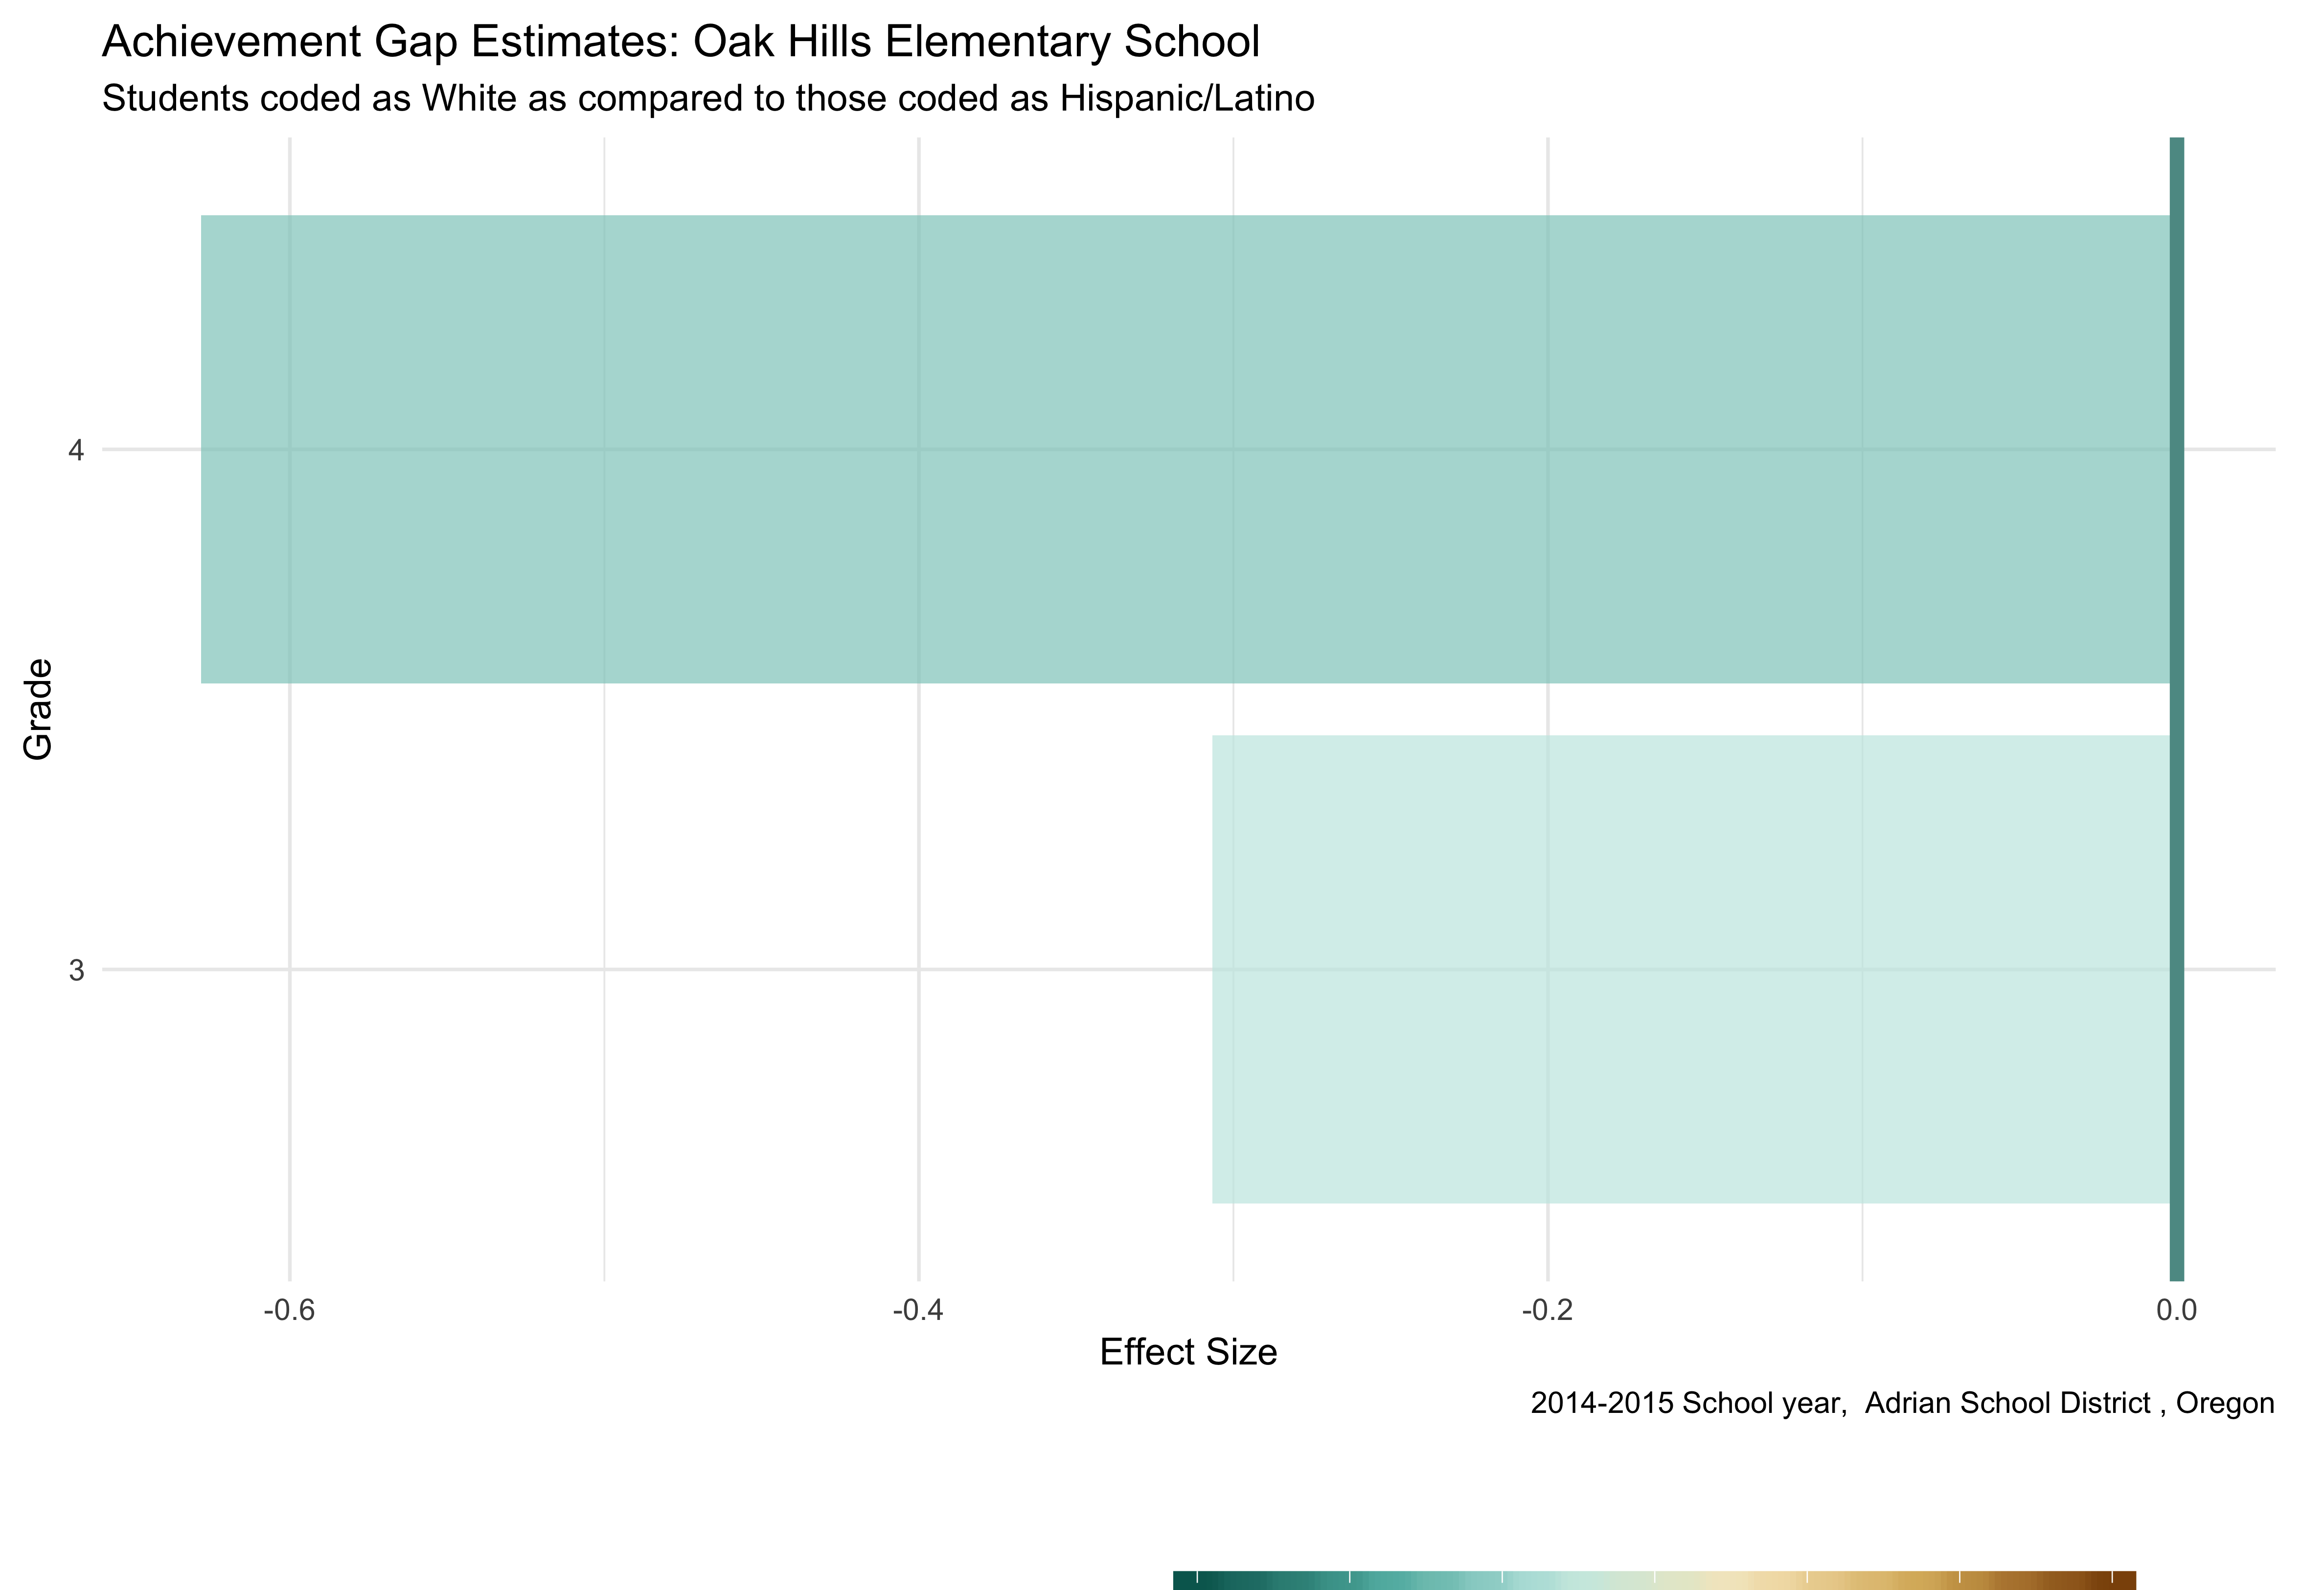 Achievement Gap Estimates: Oak Hills Elementary School
Students coded as White as compared to those coded as Hispanic/Latino
4
Grade
3
-0.6
-0.4
-0.2
0.0
Effect Size
2014-2015 School year,  Adrian School District , Oregon